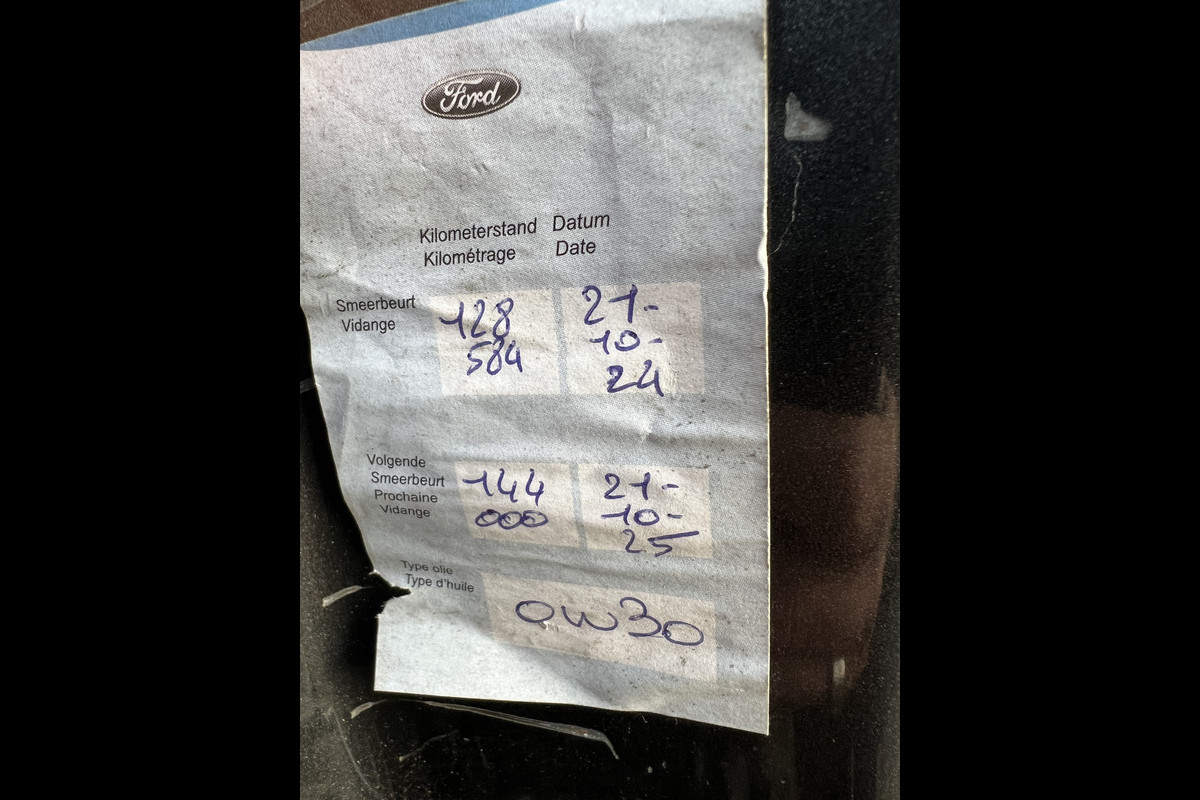 Ford
Kilometerstand Datum
Kilométrage Date
Smeerbeurt
Vidange
128
584
21-
10-
24
Volgende
Smeerbeurt
Prochaine
Vidange
144
000
21-
10-
25
Type olie
Type d'huile
0W30